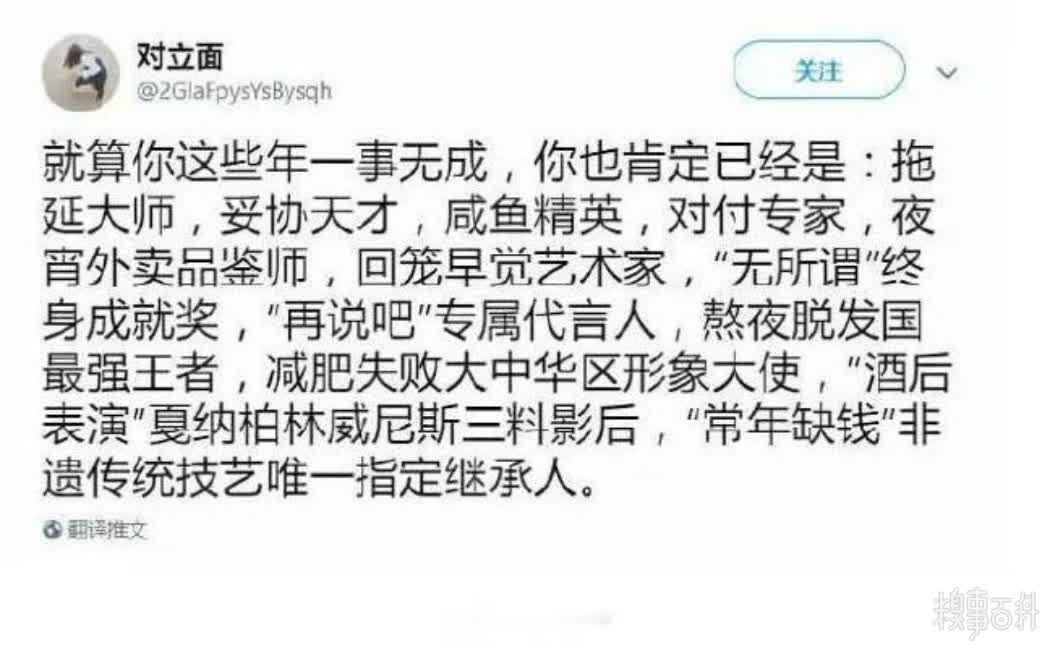 对立面
@2GlaFpysYsBysqh
关注
就算你这些年一事无成，你也肯定已经是：拖
延大师，妥协天才，咸鱼精英，对付专家，夜
宵外卖品鉴师，回笼早觉艺术家，“无所谓”终
身成就奖，“再说吧”专属代言人，熬夜脱发国
最强王者，减肥失败大中华区形象大使，“酒后
表演”戛纳柏林威尼斯三料影后，“常年缺钱”非
遗传统技艺唯一指定继承人。
翻译推文
糗事百科